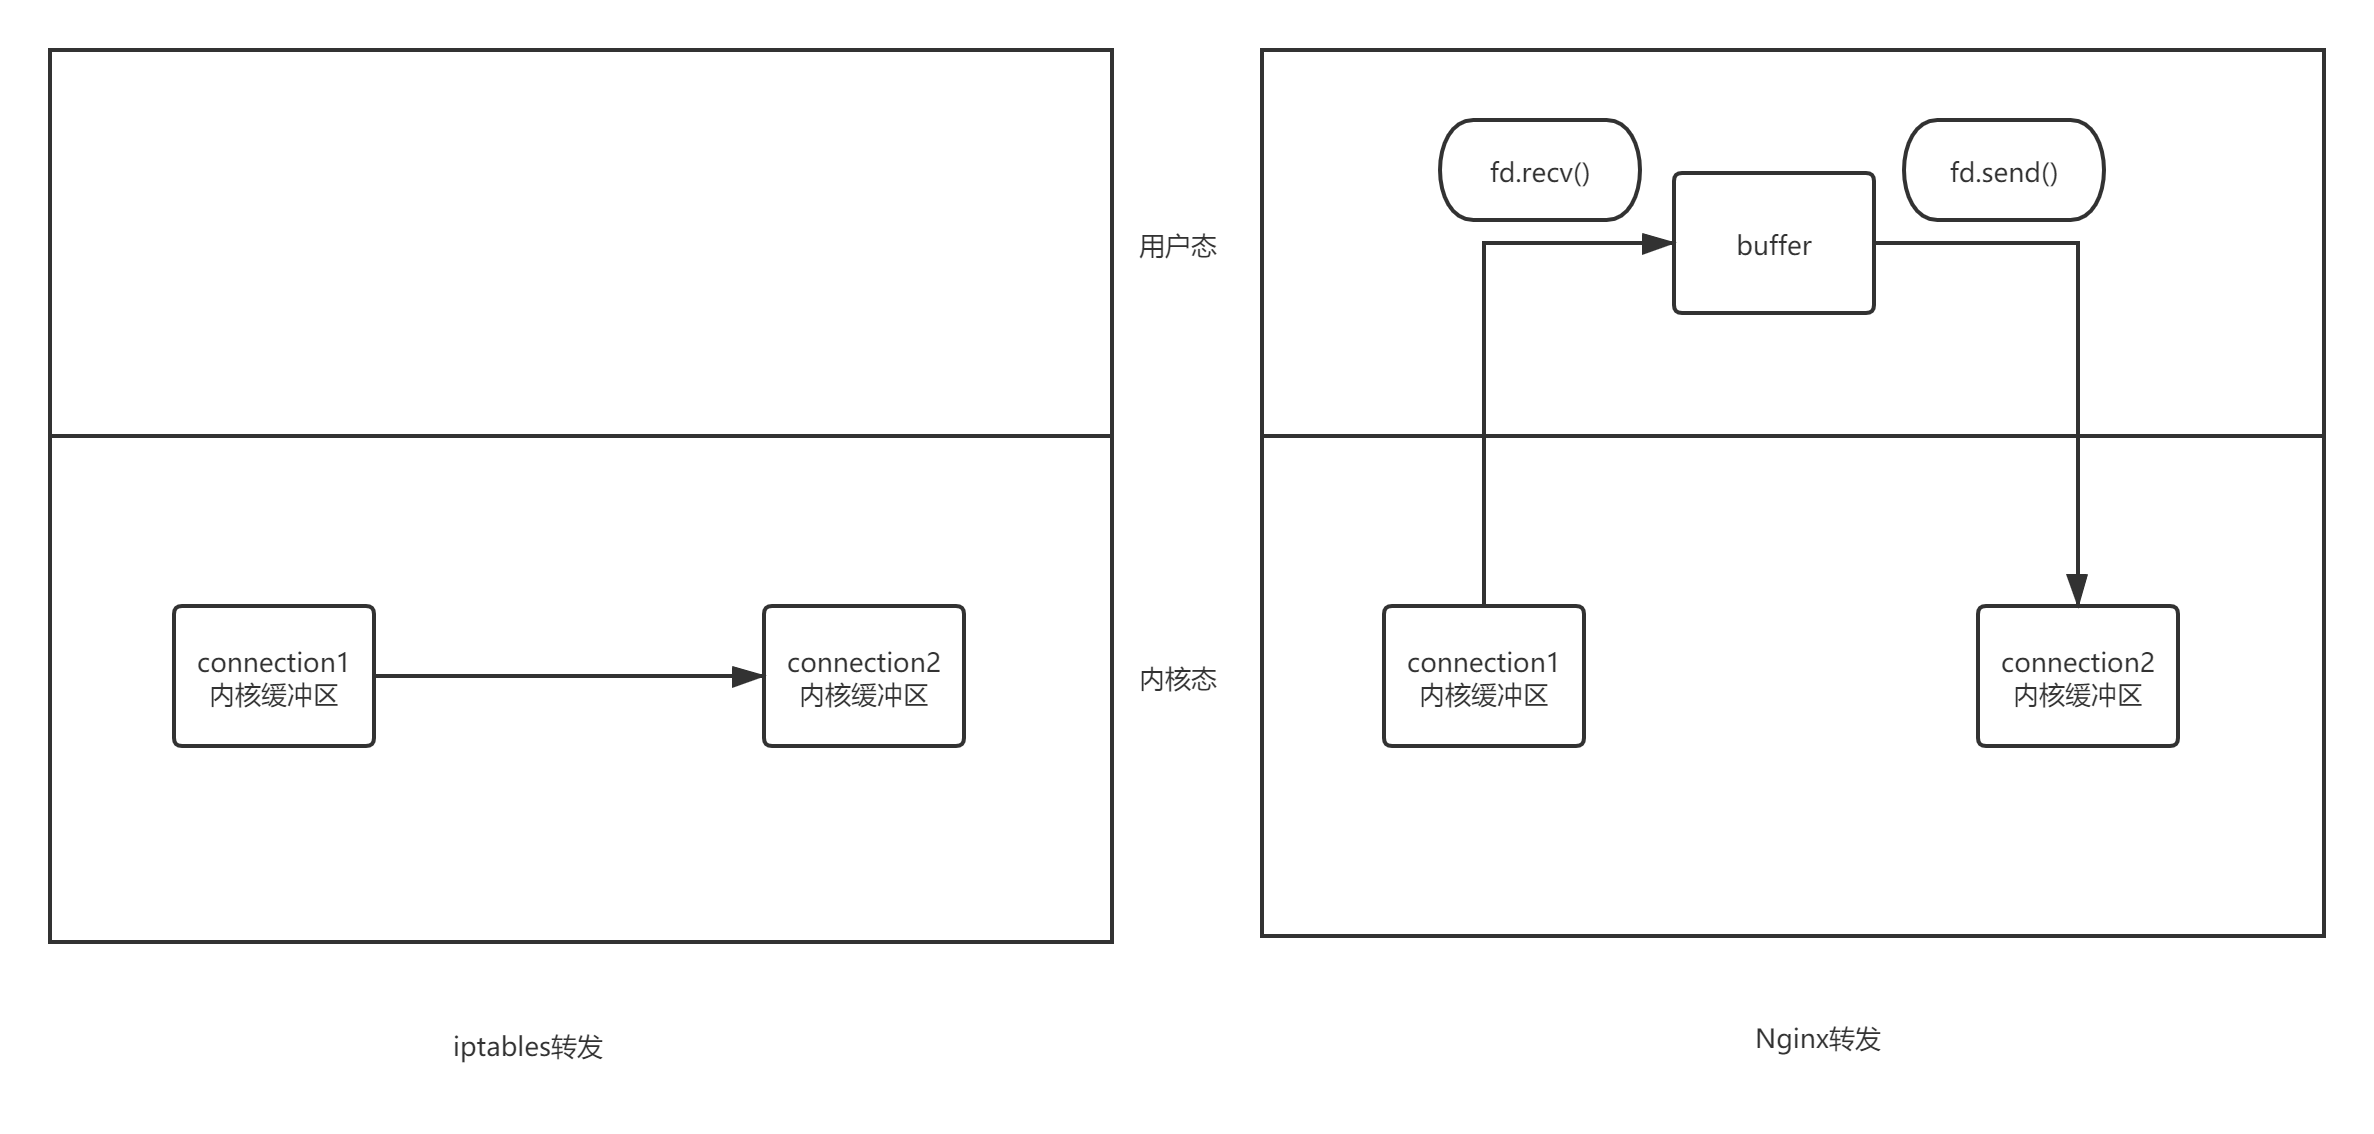 fd.recv()
fd.send()
buffer
用户态
connection1
内核缓冲区
connection2
内核缓冲区
内核态
connection1
内核缓冲区
connection2
内核缓冲区
iptables转发
Nginx转发